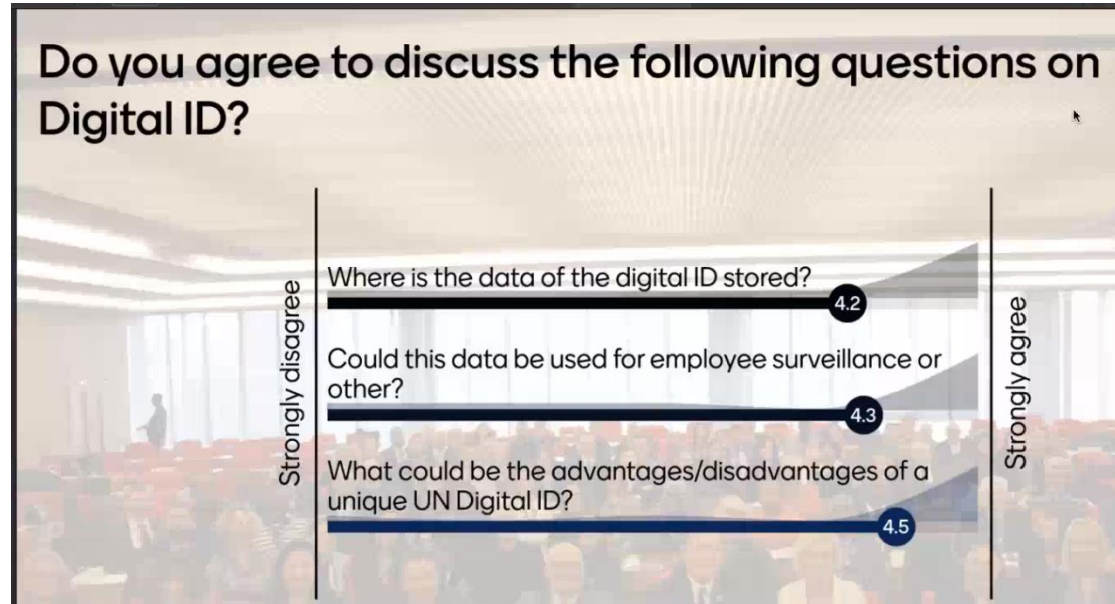 Do you agree to discuss the following questions on
Digital ID?
Strongly disagree
Where is the data of the digital ID stored?
4.2
Could this data be used for employee surveillance or
other?
4.3
What could be the advantages/disadvantages of a
unique UN Digital ID?
4.5
Strongly agree